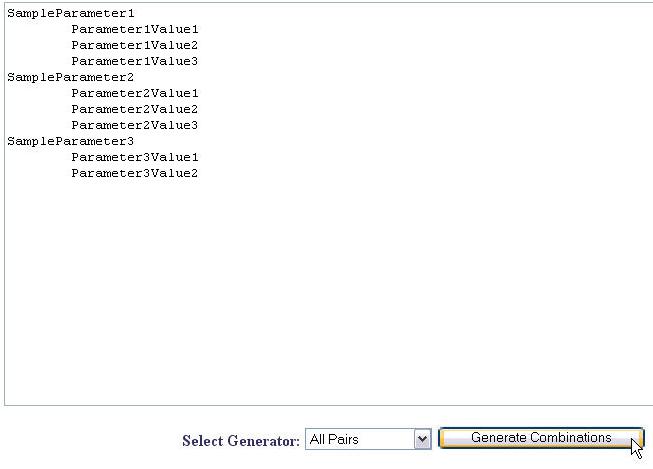 SampleParameter1
Parameter1Value1
Parameter1Value2
Parameter1Value3
SampleParameter2
Parameter2Value1
Parameter2Value2
Parameter2Value3
SampleParameter3
Parameter3Value1
Parameter3Value2
Select Generator: All Pairs Generate Combinations